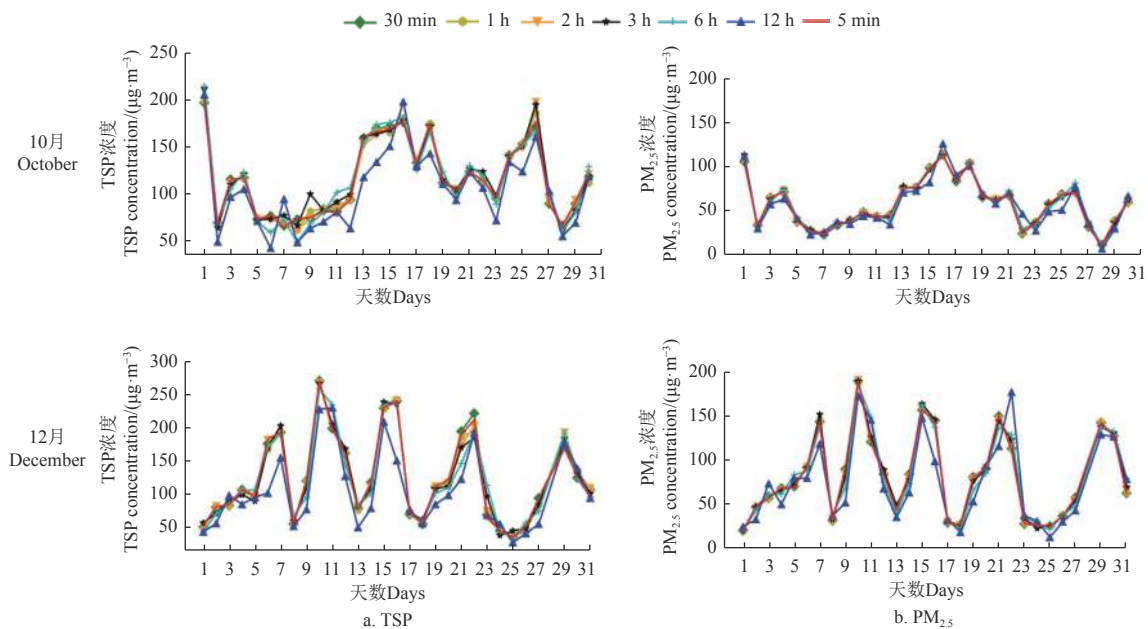 30 min 1 h 2 h 3 h 6 h 12 h 5 min
10月
October
TSP浓度
TSP concentration/(μg·m⁻³)
250
200
150
100
50
1 3 5 7 9 11 13 15 17 19 21 23 25 27 29 31
天数Days
PM₂.₅浓度
PM₂.₅ concentration/(μg·m⁻³)
200
150
100
50
0
1 3 5 7 9 11 13 15 17 19 21 23 25 27 29 31
天数Days
12月
December
TSP浓度
TSP concentration/(μg·m⁻³)
300
250
200
150
100
50
1 3 5 7 9 11 13 15 17 19 21 23 25 27 29 31
天数Days
a. TSP
PM₂.₅浓度
PM₂.₅ concentration/(μg·m⁻³)
200
150
100
50
0
1 3 5 7 9 11 13 15 17 19 21 23 25 27 29 31
天数Days
b. PM₂.₅